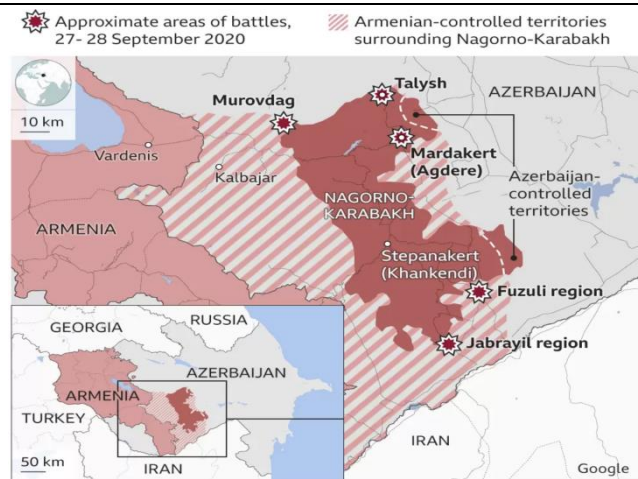 Approximate areas of battles,
27- 28 September 2020
Armenian-controlled territories
surrounding Nagorno-Karabakh
10 km
Murovdag
Talysh
AZERBAIJAN
Vardenis
Kalbajar
Mardakert
(Agdere)
Azerbaijan-
controlled
territories
NAGORNO-
KARABAKH
ARMENIA
Stepanakert
(Khankendi)
Fuzuli region
Jabrayil region
GEORGIA
RUSSIA
AZERBAIJAN
ARMENIA
TURKEY
IRAN
50 km
IRAN
Google